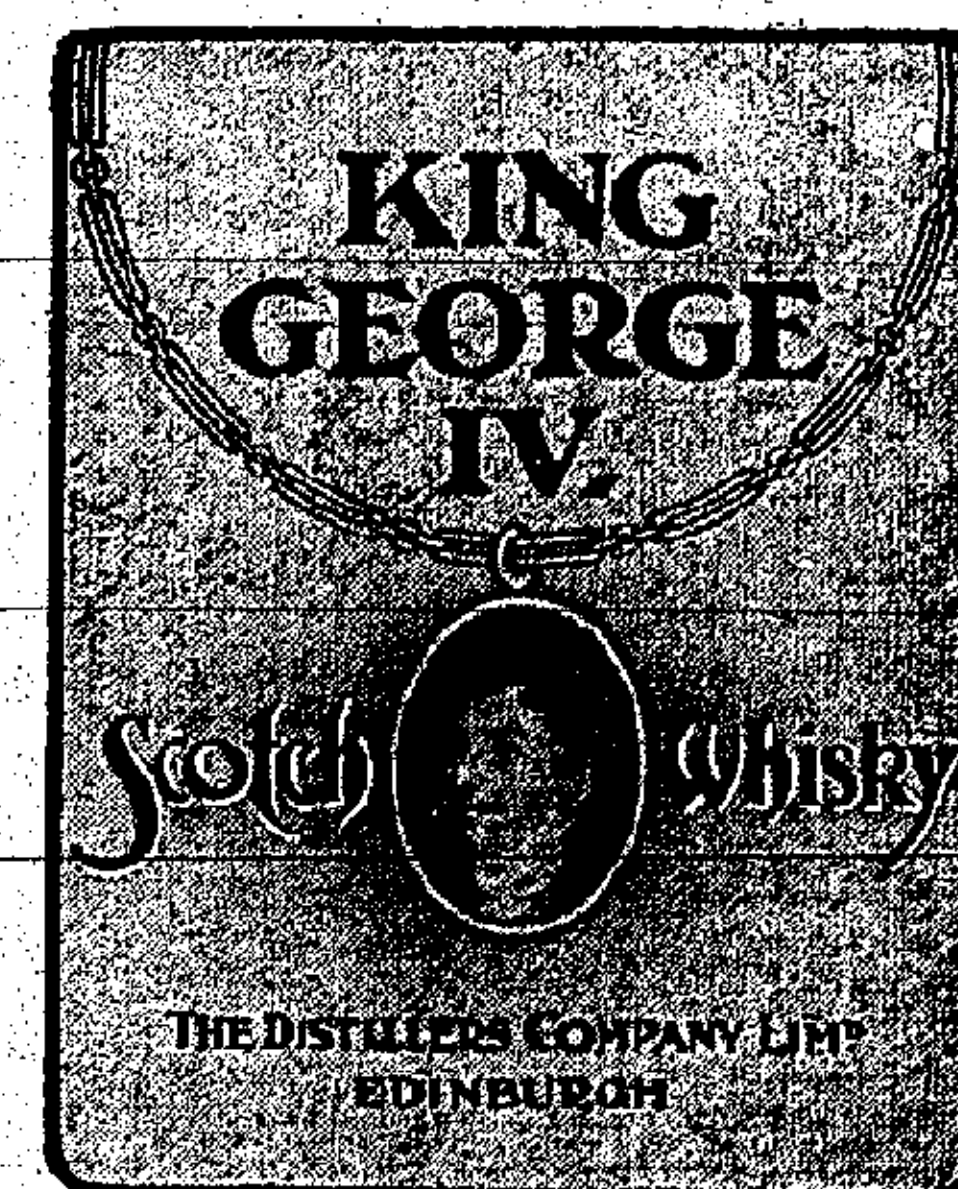 KING
GEORGE
IV.
Scotch Whisky
THE DISTILLERS COMPANY LIMD
EDINBURGH